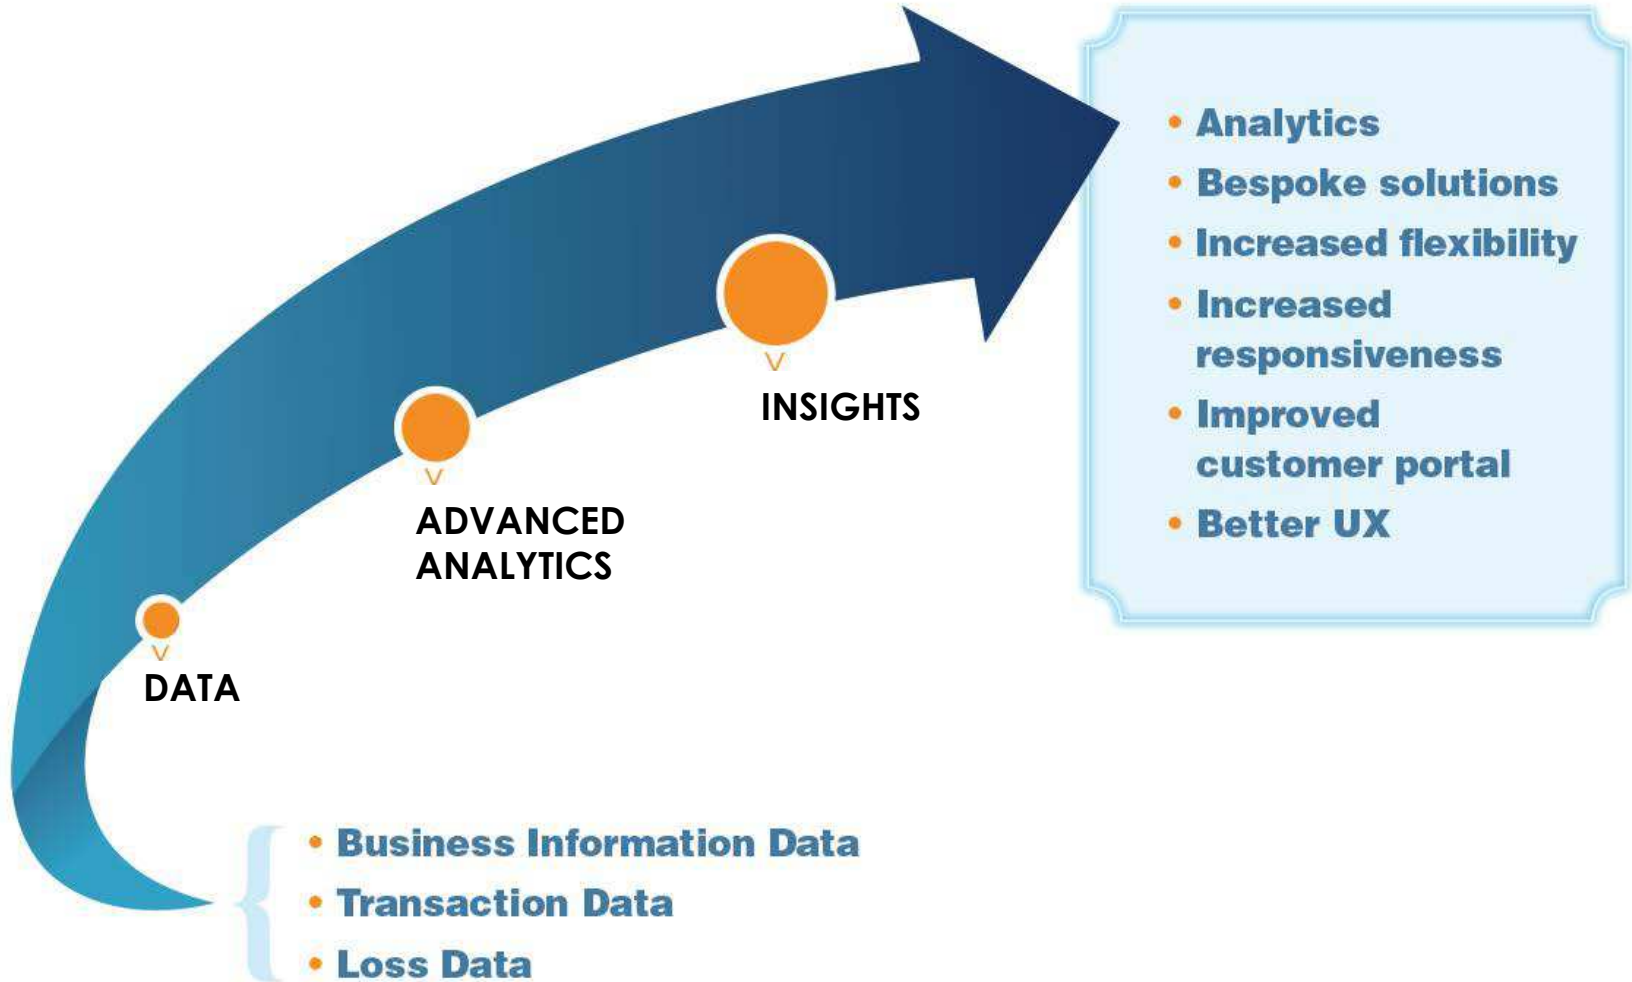 • Analytics
• Bespoke solutions
• Increased flexibility
• Increased
responsiveness
• Improved
customer portal
• Better UX
INSIGHTS
ADVANCED
ANALYTICS
DATA
• Business Information Data
• Transaction Data
• Loss Data